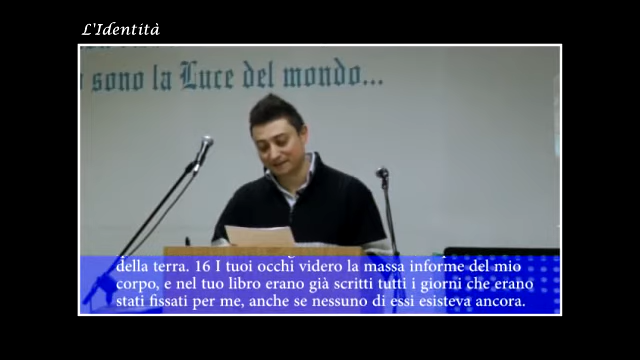 L'Identità
sono la Luce del mondo...
della terra. 16 I tuoi occhi videro la massa informe del mio
corpo, e nel tuo libro erano già scritti tutti i giorni che erano
stati fissati per me, anche se nessuno di essi esisteva ancora.